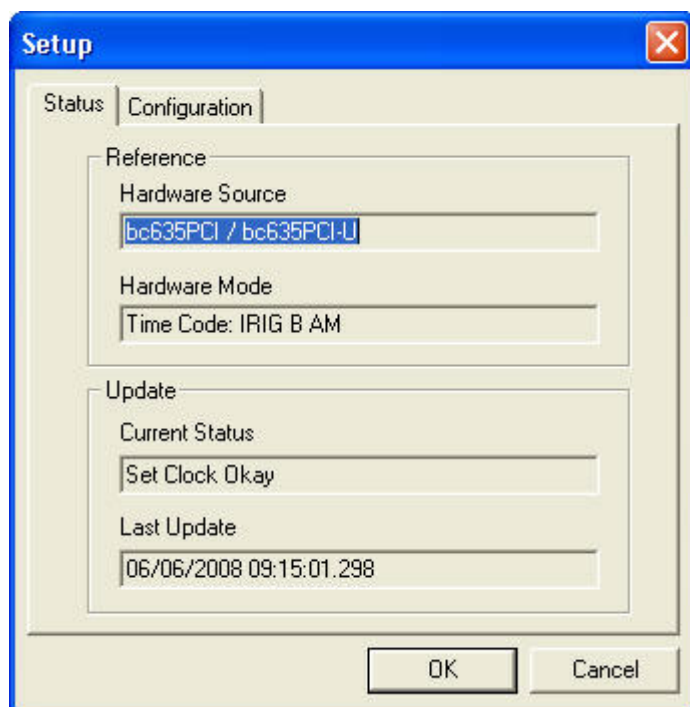 Setup
Status
Configuration
Reference
Hardware Source
bc635PCI / bc635PCI-U
Hardware Mode
Time Code: IRIG B AM
Update
Current Status
Set Clock Okay
Last Update
06/06/2008 09:15:01.298
OK
Cancel